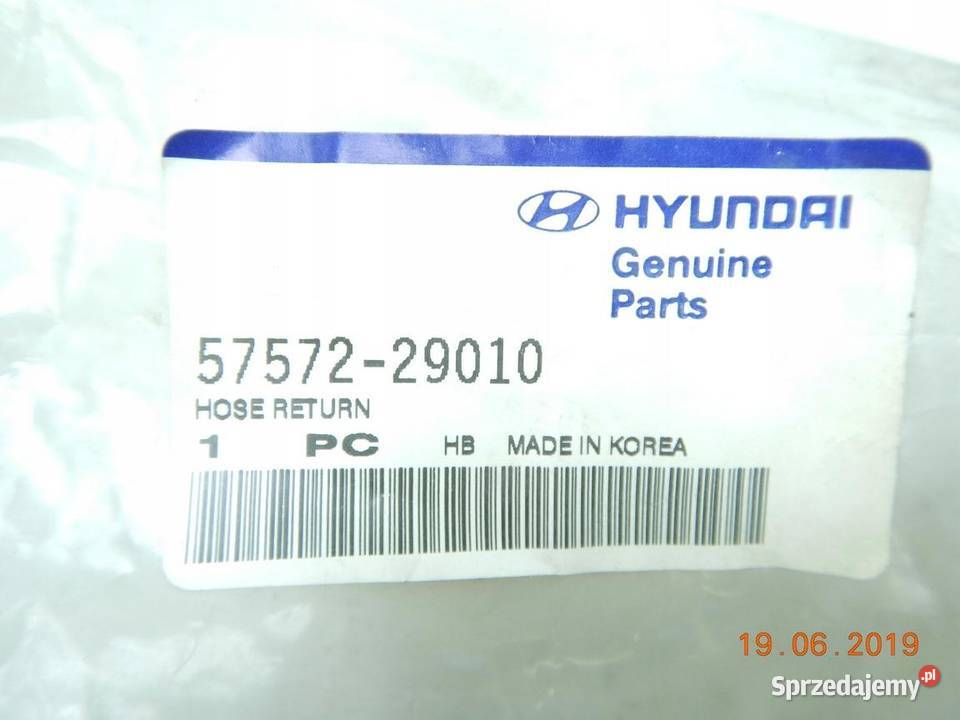 HYUNDAI
Genuine
Parts
57572-29010
HOSE RETURN
1 PC HB MADE IN KOREA
19.06.2019
Sprzedajemy.pl